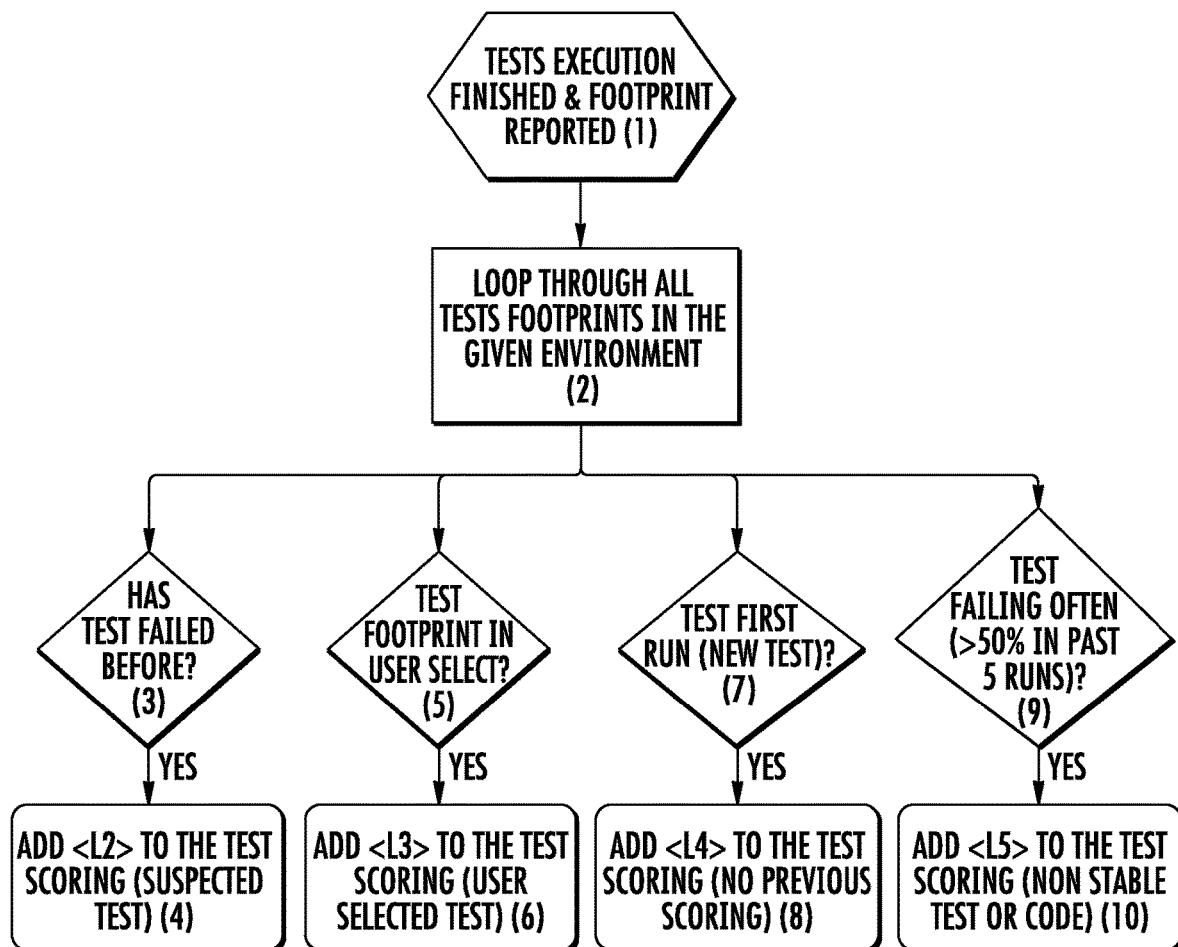 TESTS EXECUTION
FINISHED & FOOTPRINT
REPORTED (1)
LOOP THROUGH ALL
TESTS FOOTPRINTS IN THE
GIVEN ENVIRONMENT
(2)
HAS
TEST FAILED
BEFORE?
(3)
YES
ADD <L2> TO THE TEST
SCORING (SUSPECTED
TEST) (4)
TEST
FOOTPRINT IN
USER SELECT?
(5)
YES
ADD <L3> TO THE TEST
SCORING (USER
SELECTED TEST) (6)
TEST FIRST
RUN (NEW TEST)?
(7)
YES
ADD <L4> TO THE TEST
SCORING (NO PREVIOUS
SCORING) (8)
TEST
FAILING OFTEN
(>50% IN PAST
5 RUNS)?
(9)
YES
ADD <L5> TO THE TEST
SCORING (NON STABLE
TEST OR CODE) (10)